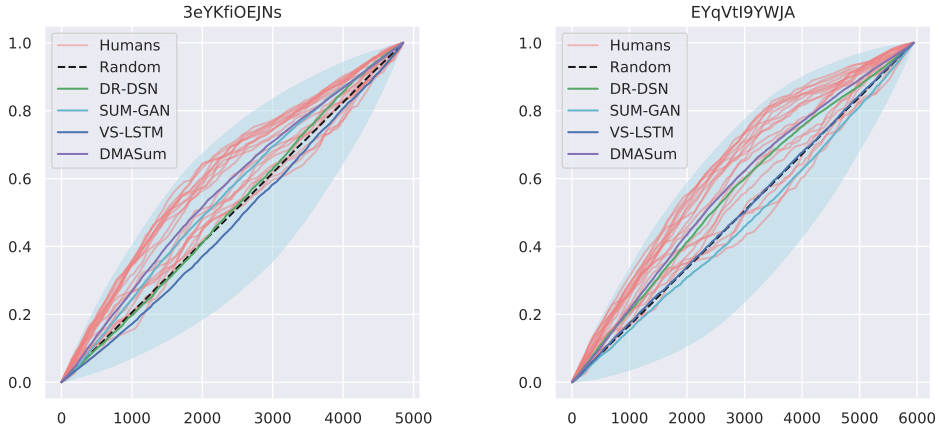 3eYKfiOEJNs
1.0
0.8
0.6
0.4
0.2
0.0
Humans
Random
DR-DSN
SUM-GAN
VS-LSTM
DMASum
0 1000 2000 3000 4000 5000
EYqVtI9YWJA
1.0
0.8
0.6
0.4
0.2
0.0
Humans
Random
DR-DSN
SUM-GAN
VS-LSTM
DMASum
0 1000 2000 3000 4000 5000 6000